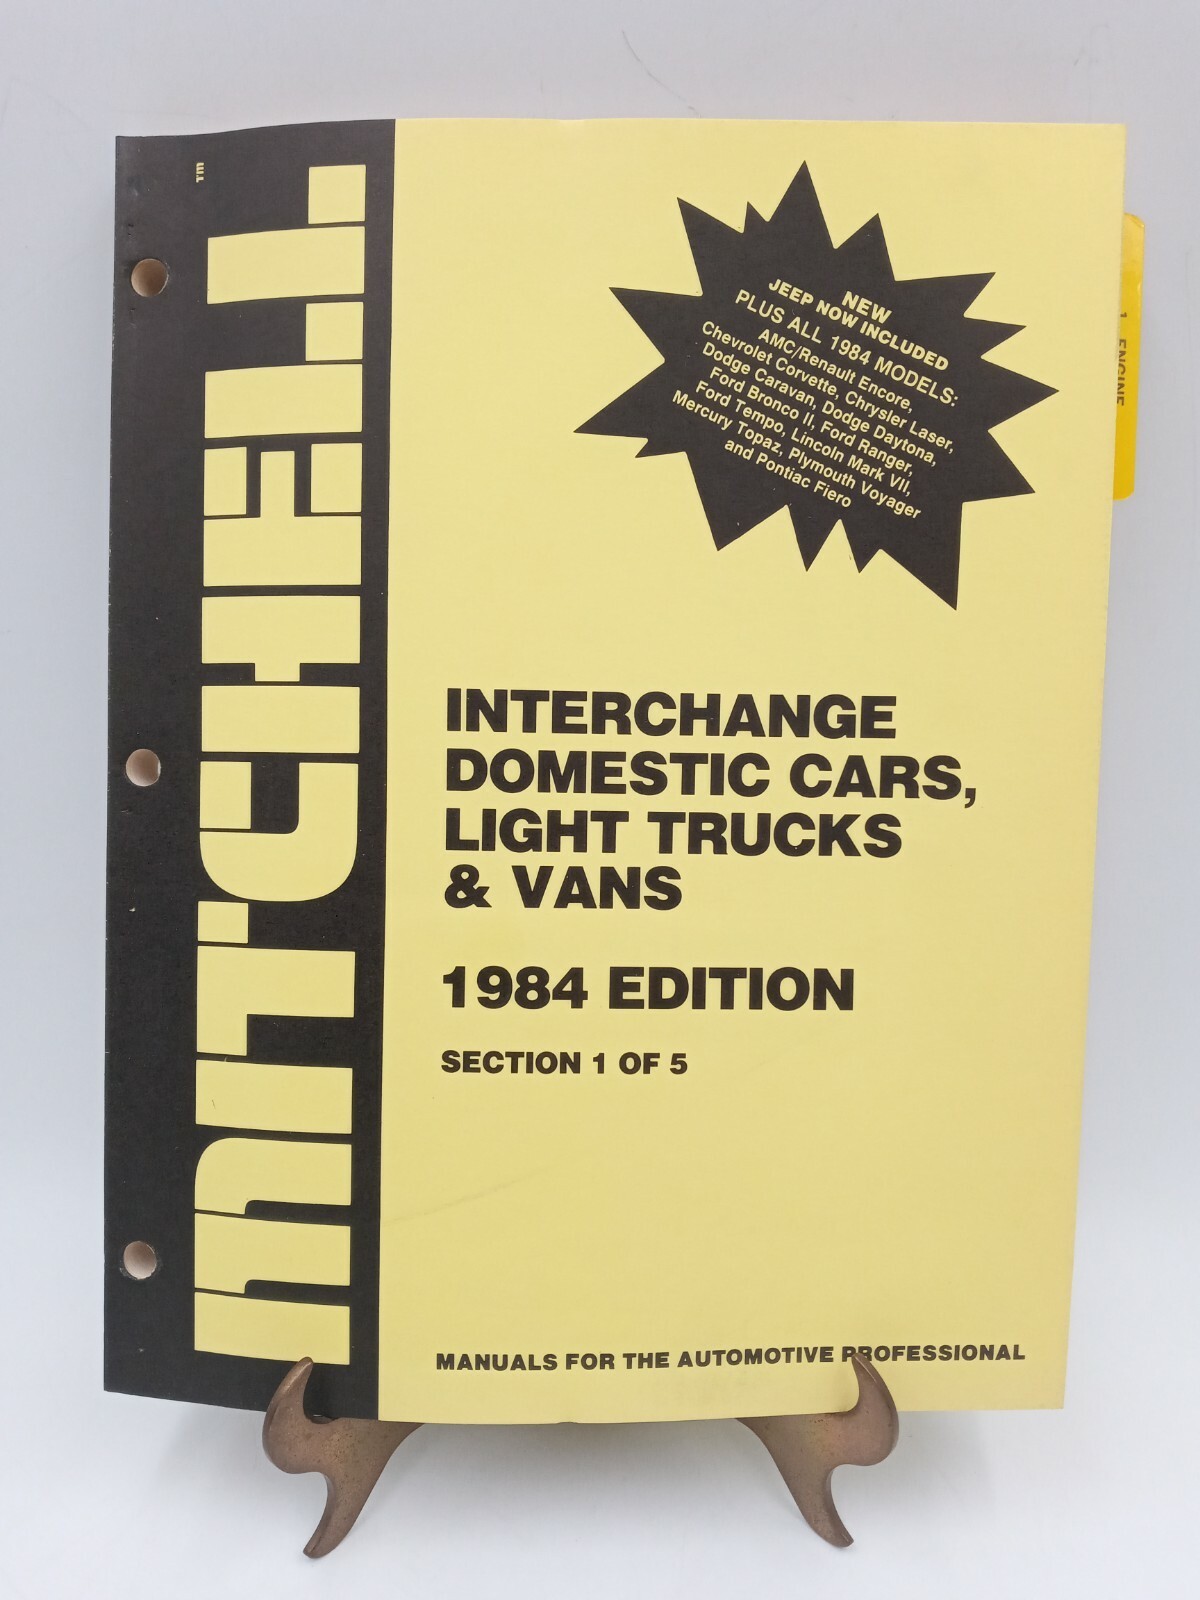 MITCHELL
TM
NEW
JEEP NOW INCLUDED
PLUS ALL 1984 MODELS:
AMC/Renault Encore,
Chevrolet Corvette, Chrysler Laser,
Dodge Caravan, Dodge Daytona,
Ford Bronco II, Ford Ranger,
Ford Tempo, Lincoln Mark VII,
Mercury Topaz, Plymouth Voyager
and Pontiac Fiero
1 ENGINE
INTERCHANGE
DOMESTIC CARS,
LIGHT TRUCKS
& VANS
1984 EDITION
SECTION 1 OF 5
MANUALS FOR THE AUTOMOTIVE PROFESSIONAL